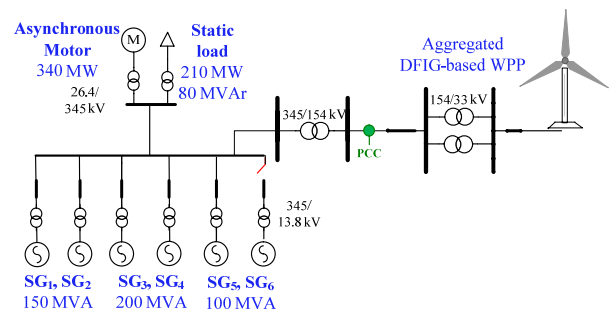 Asynchronous
Motor
340 MW
M
Static
load
210 MW
80 MVAr
26.4/
345 kV
345/154 kV
PCC
Aggregated
DFIG-based WPP
154/33 kV
345/
13.8 kV
SG1, SG2
150 MVA
SG3, SG4
200 MVA
SG5, SG6
100 MVA